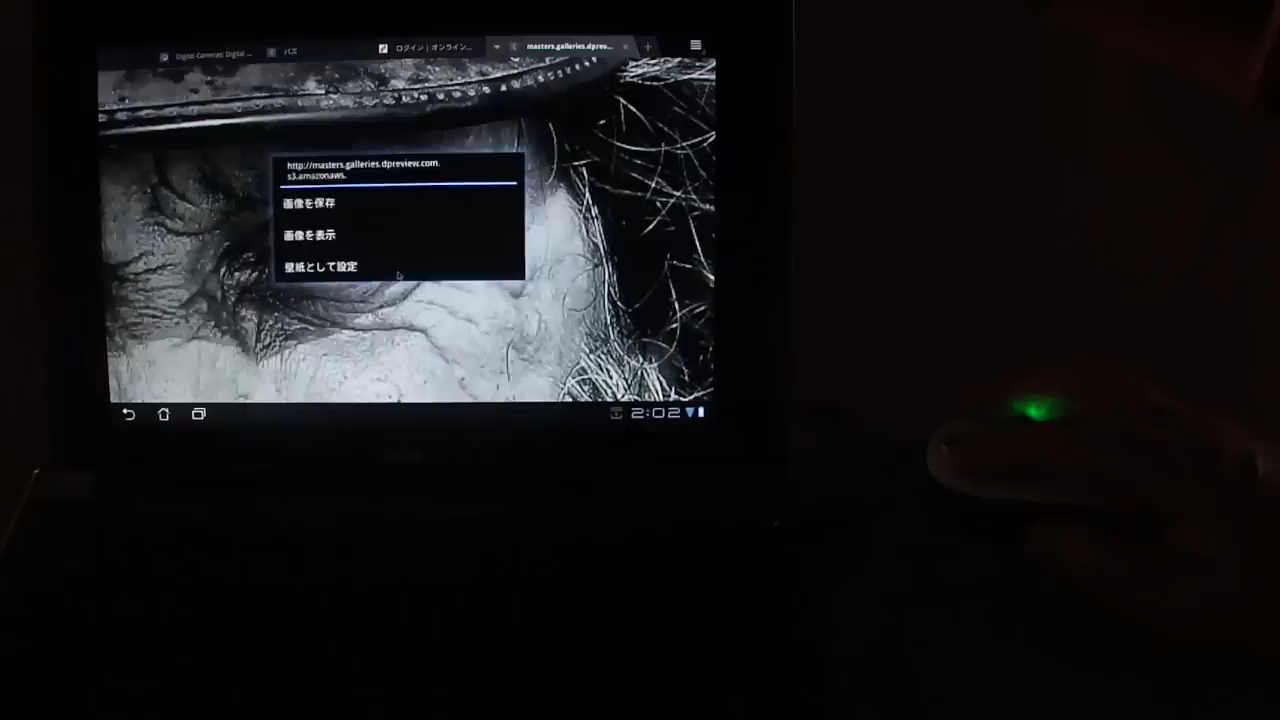 Digital Cameras: Digital ...
バズ
ログイン | オンライン...
masters.galleries.dprev...
http://masters.galleries.dpreview.com.
s3.amazonaws.
画像を保存
画像を表示
壁紙として設定
2:02